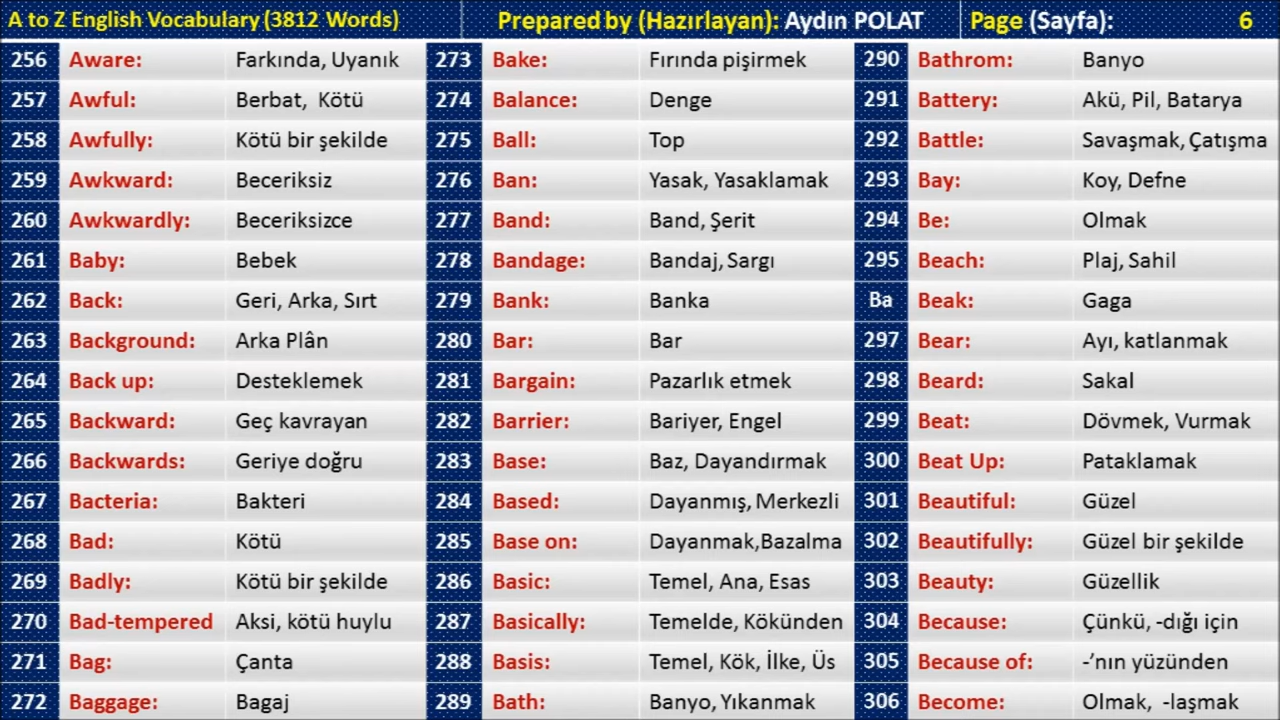 A to Z English Vocabulary (3812 Words) Prepared by (Hazırlayan): Aydın POLAT Page (Sayfa): 6
256 Aware: Farkında, Uyanık 273 Bake: Fırında pişirmek 290 Bathrom: Banyo
257 Awful: Berbat, Kötü 274 Balance: Denge 291 Battery: Akü, Pil, Batarya
258 Awfully: Kötü bir şekilde 275 Ball: Top 292 Battle: Savaşmak, Çatışma
259 Awkward: Beceriksiz 276 Ban: Yasak, Yasaklamak 293 Bay: Koy, Defne
260 Awkwardly: Beceriksizce 277 Band: Band, Şerit 294 Be: Olmak
261 Baby: Bebek 278 Bandage: Bandaj, Sargı 295 Beach: Plaj, Sahil
262 Back: Geri, Arka, Sırt 279 Bank: Banka Ba Beak: Gaga
263 Background: Arka Plân 280 Bar: Bar 297 Bear: Ayı, katlanmak
264 Back up: Desteklemek 281 Bargain: Pazarlık etmek 298 Beard: Sakal
265 Backward: Geç kavrayan 282 Barrier: Bariyer, Engel 299 Beat: Dövmek, Vurmak
266 Backwards: Geriye doğru 283 Base: Baz, Dayandırmak 300 Beat Up: Pataklamak
267 Bacteria: Bakteri 284 Based: Dayanmış, Merkezli 301 Beautiful: Güzel
268 Bad: Kötü 285 Base on: Dayanmak,Bazalma 302 Beautifully: Güzel bir şekilde
269 Badly: Kötü bir şekilde 286 Basic: Temel, Ana, Esas 303 Beauty: Güzellik
270 Bad-tempered Aksi, kötü huylu 287 Basically: Temelde, Kökünden 304 Because: Çünkü, -dığı için
271 Bag: Çanta 288 Basis: Temel, Kök, İlke, Üs 305 Because of: -’nın yüzünden
272 Baggage: Bagaj 289 Bath: Banyo, Yıkanmak 306 Become: Olmak, -laşmak